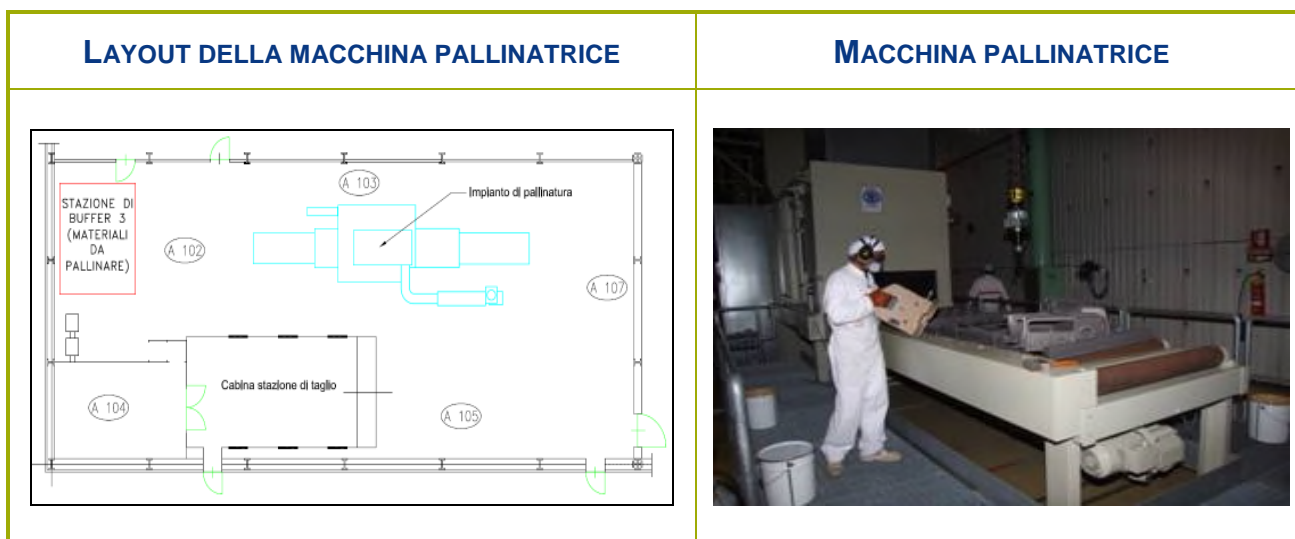 LAYOUT DELLA MACCHINA PALLINATRICE
MACCHINA PALLINATRICE
A 103
Impianto di pallinatura
STAZIONE DI
BUFFER 3
(MATERIALI
DA
PALLINARE)
A 102
A 107
Cabina stazione di taglio
A 104
A 105